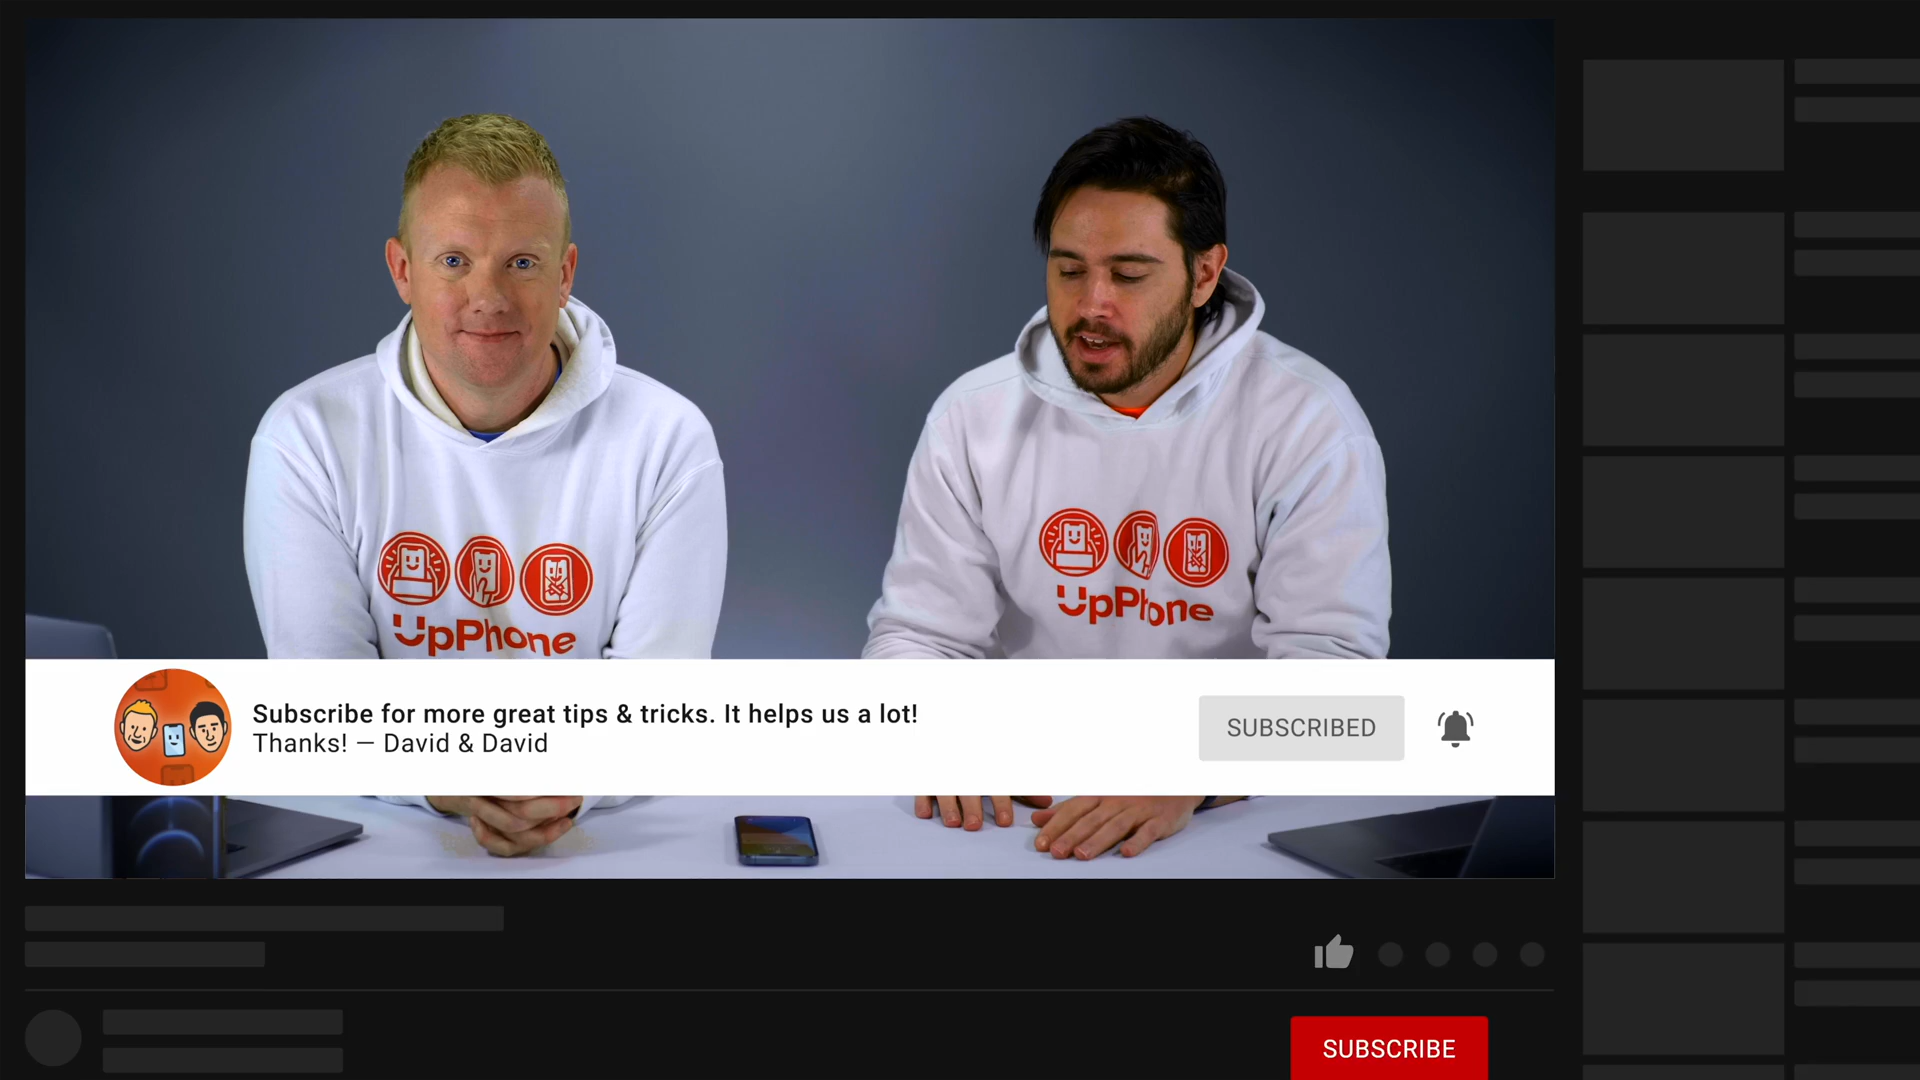 UpPhone
UpPhone
Subscribe for more great tips & tricks. It helps us a lot!
Thanks! — David & David
SUBSCRIBED
SUBSCRIBE